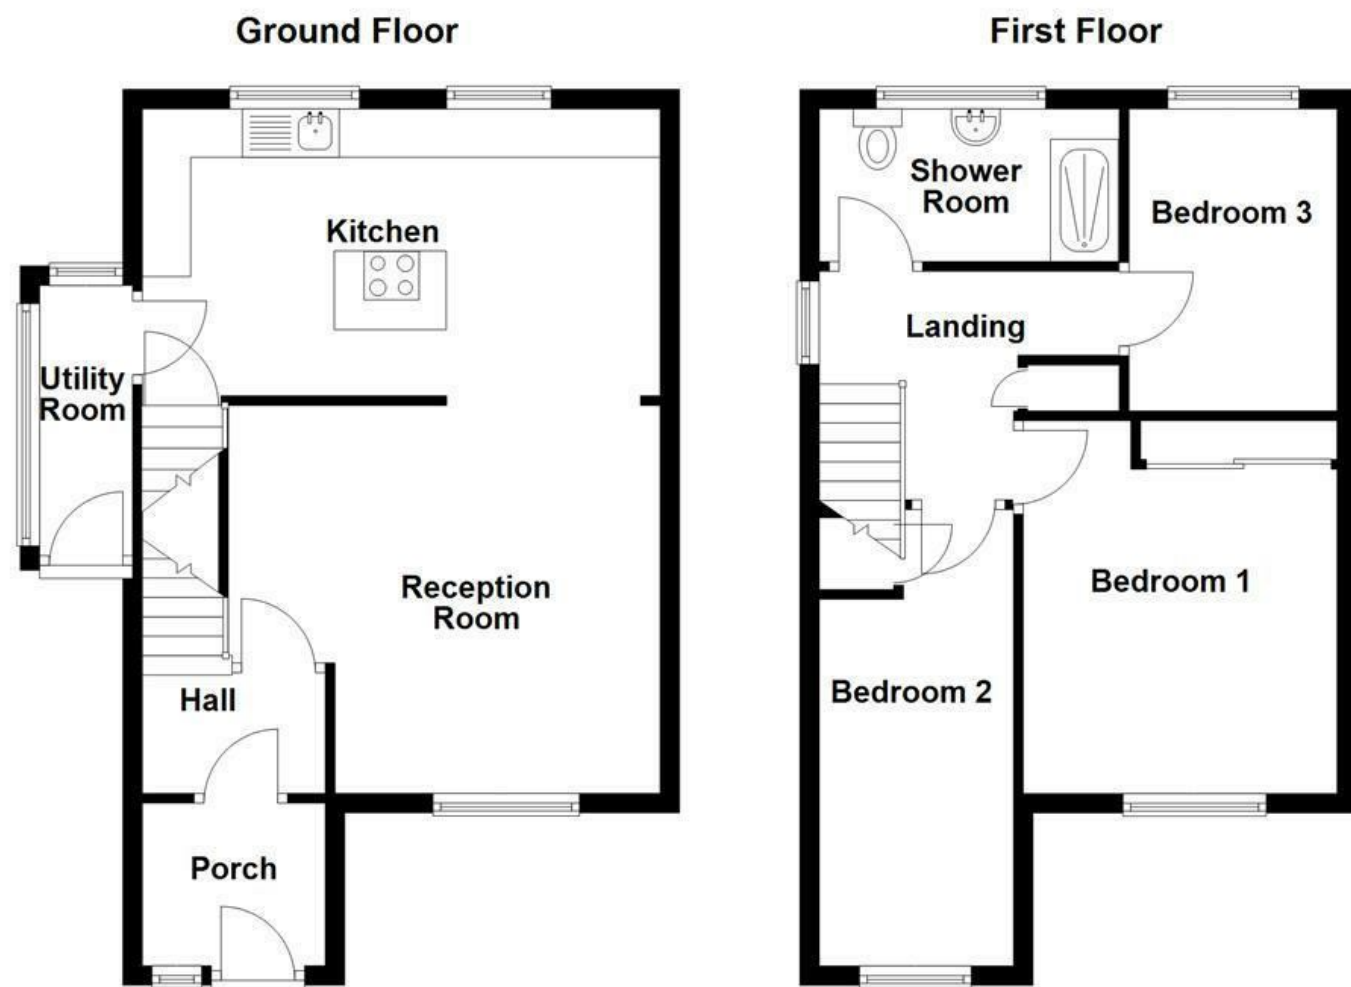 Ground Floor
Kitchen
Utility
Room
Reception
Room
Hall
Porch
First Floor
Shower
Room
Bedroom 3
Landing
Bedroom 1
Bedroom 2